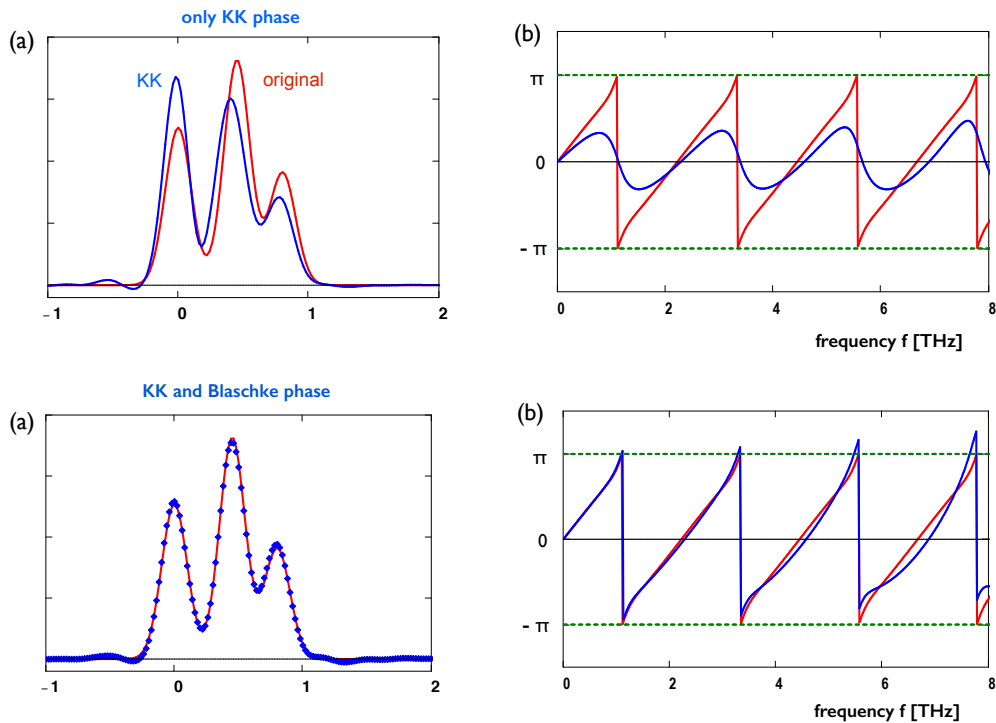 only KK phase
(a)
KK
original
-1
0
1
2
(b)
π
0
- π
0
2
4
6
8
frequency f [THz]
KK and Blaschke phase
(a)
-1
0
1
2
(b)
π
0
- π
0
2
4
6
8
frequency f [THz]